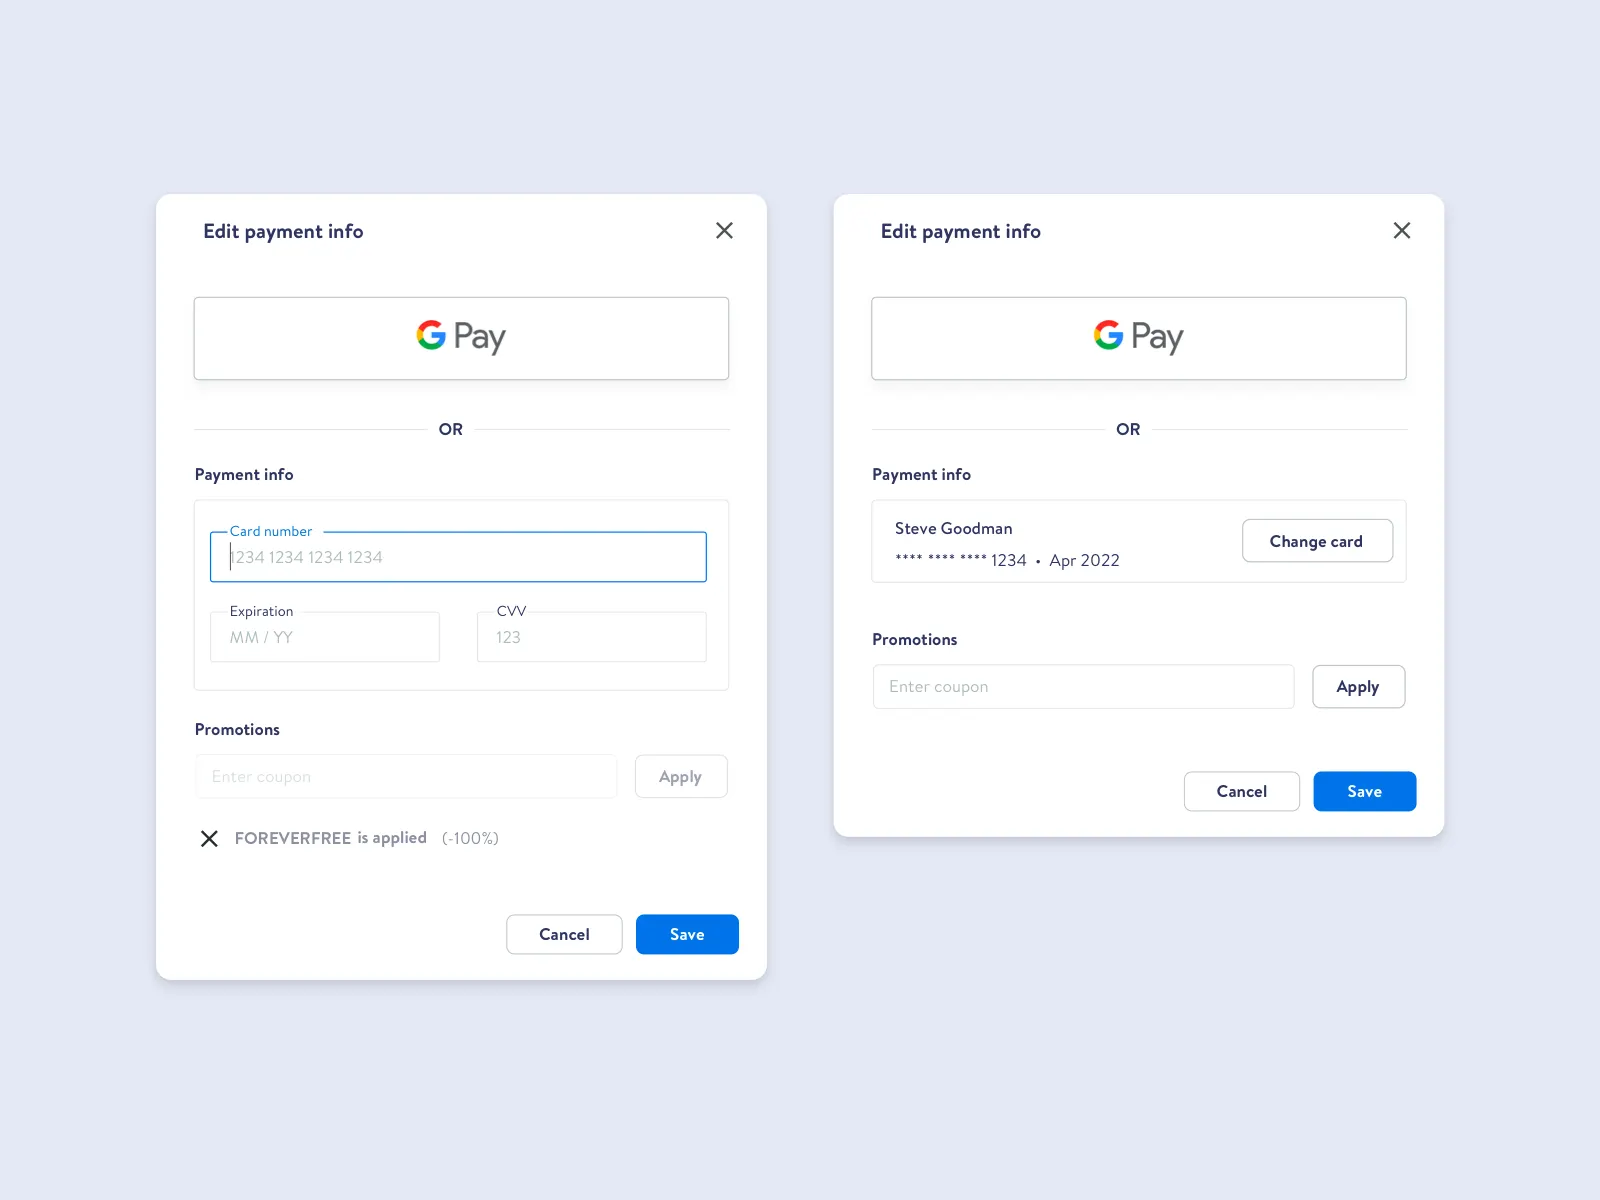 Edit payment info
G Pay
OR
Payment info
Card number
1234 1234 1234 1234
Expiration
CVV
MM / YY
123
Promotions
Enter coupon
Apply
FOREVERFREE is applied (-100%)
Cancel
Save
Edit payment info
G Pay
OR
Payment info
Steve Goodman
**** **** **** 1234 • Apr 2022
Change card
Promotions
Enter coupon
Apply
Cancel
Save